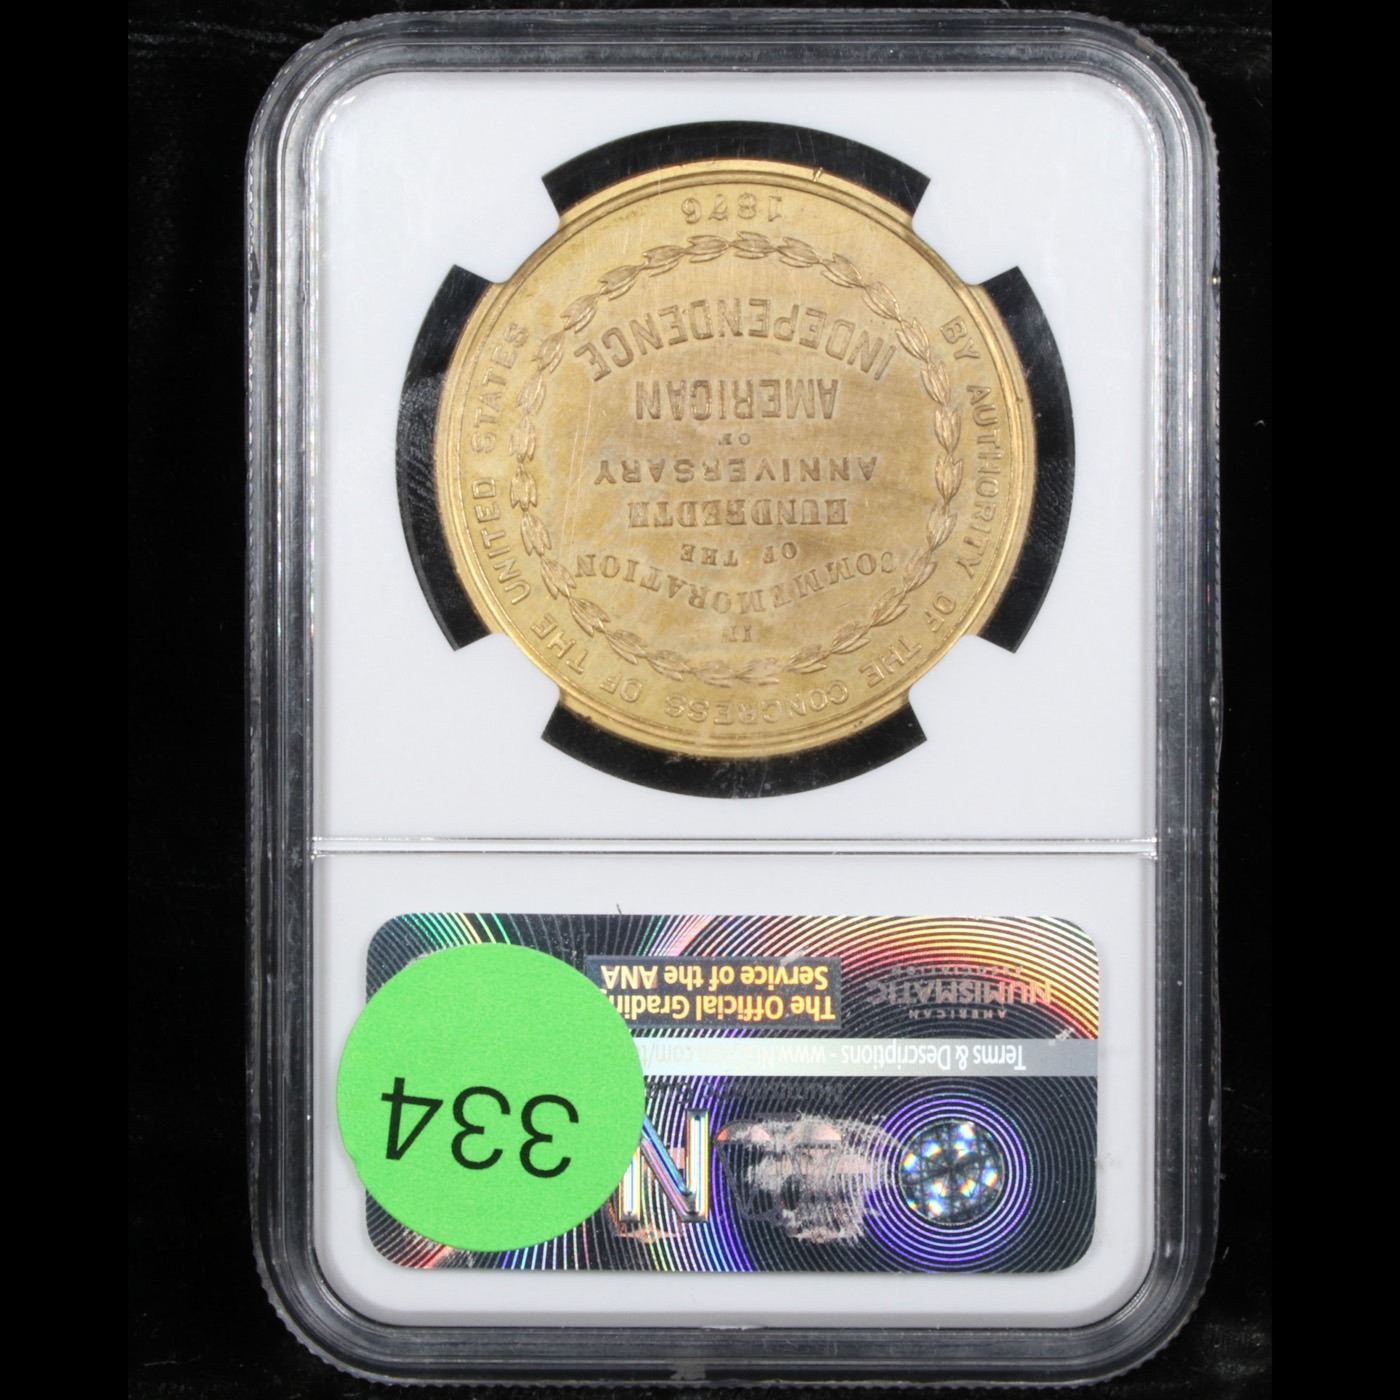 BY AUTHORITY OF THE CONGRESS OF THE UNITED STATES
IN
COMMEMORATION
OF THE
HUNDREDTH
ANNIVERSARY
OF
AMERICAN
INDEPENDENCE
1876
334
Terms & Descriptions - www.
The Official Grading
Service of the ANA
AMERICAN
NUMISMATIC
ASSOCIATION